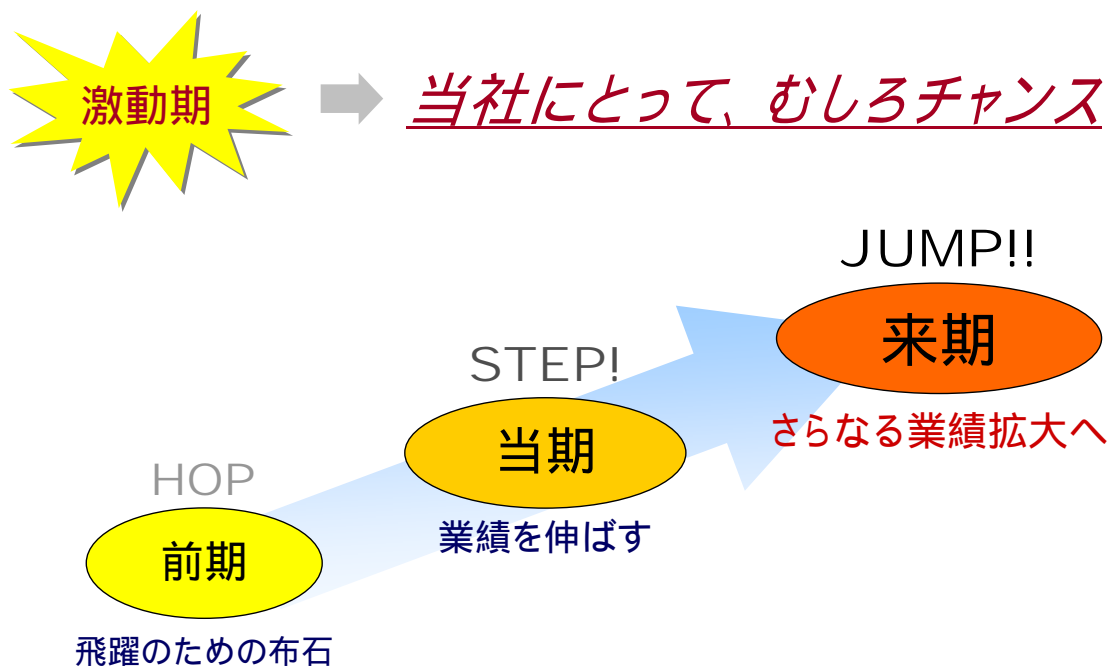 激動期
当社にとって、むしろチャンス
JUMP!!
来期
さらなる業績拡大へ
STEP!
当期
業績を伸ばす
HOP
前期
飛躍のための布石